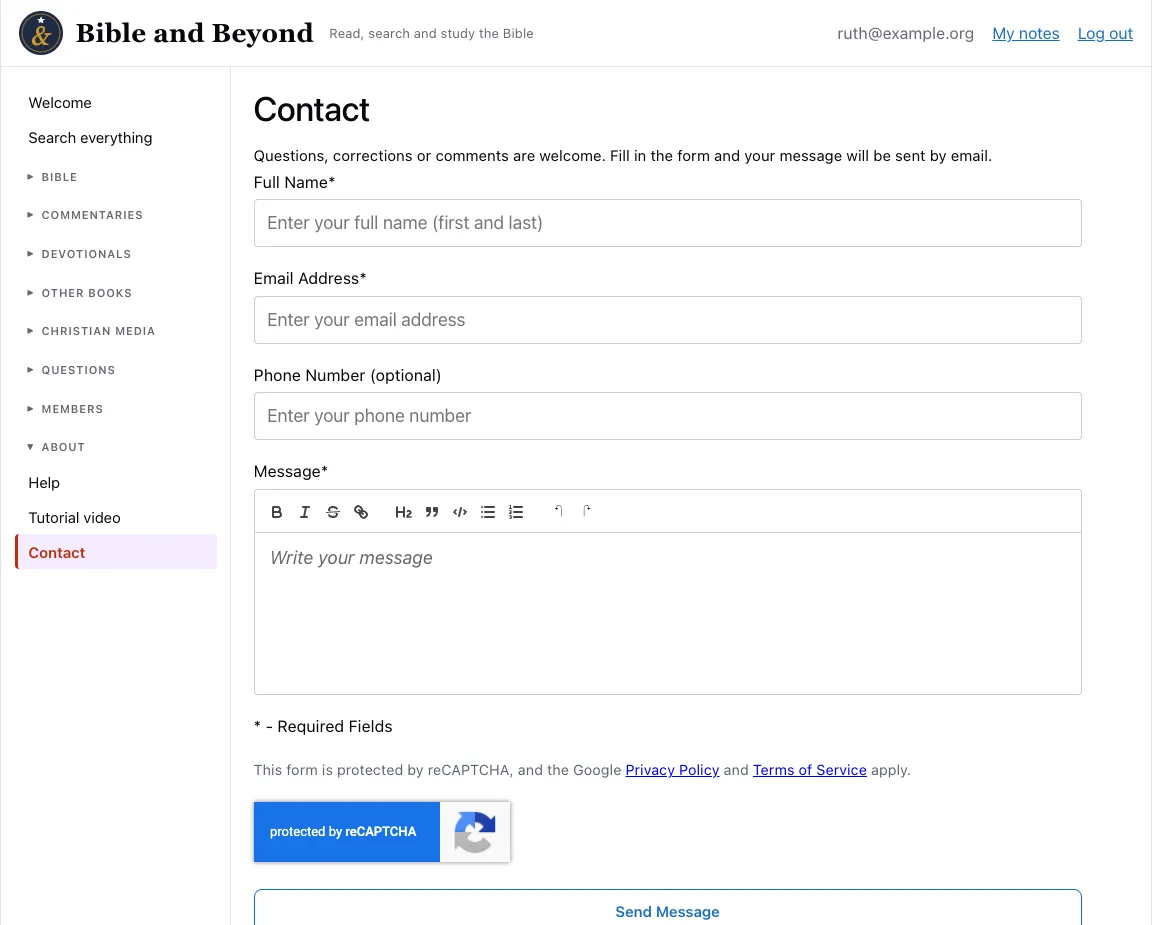 &
Bible and Beyond Read, search and study the Bible ruth@example.org My notes Log out
Welcome
Search everything
BIBLE
COMMENTARIES
DEVOTIONALS
OTHER BOOKS
CHRISTIAN MEDIA
QUESTIONS
MEMBERS
ABOUT
Help
Tutorial video
Contact
Contact
Questions, corrections or comments are welcome. Fill in the form and your message will be sent by email.
Full Name*
Enter your full name (first and last)
Email Address*
Enter your email address
Phone Number (optional)
Enter your phone number
Message*
B I S H2 ” </>
Write your message
* - Required Fields
This form is protected by reCAPTCHA, and the Google Privacy Policy and Terms of Service apply.
protected by reCAPTCHA
Send Message